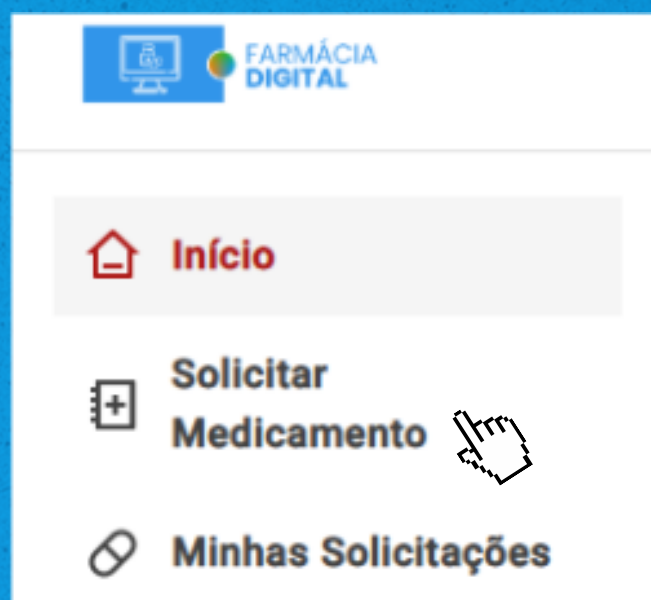 FARMÁCIA
DIGITAL
Início
Solicitar
Medicamento
Minhas Solicitações